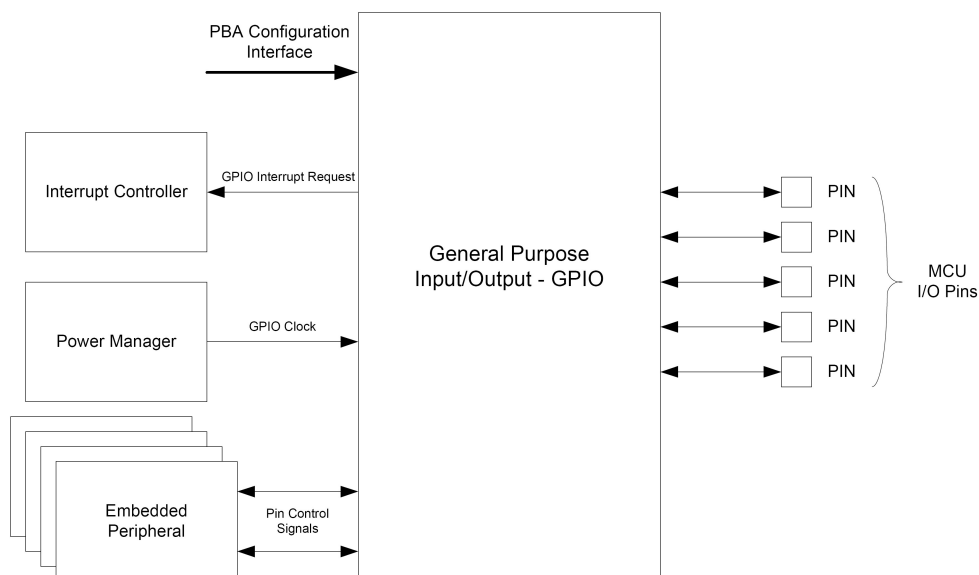 PBA Configuration
Interface
Interrupt Controller
GPIO Interrupt Request
General Purpose
Input/Output - GPIO
Power Manager
GPIO Clock
Embedded
Peripheral
Pin Control
Signals
PIN
PIN
PIN
PIN
PIN
MCU
I/O Pins